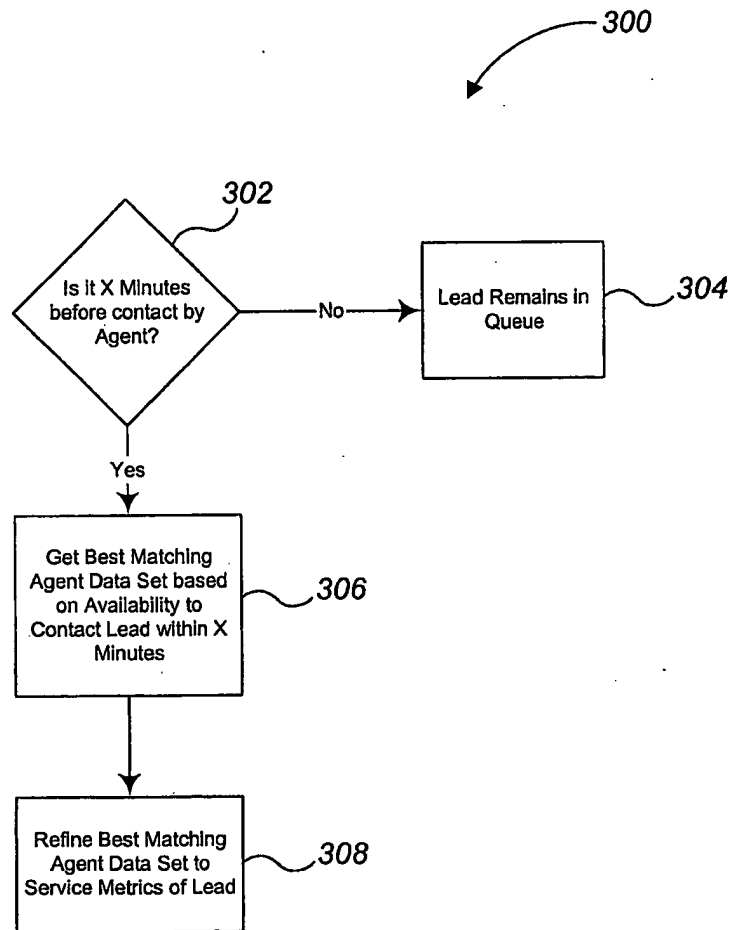 300
302
Is it X Minutes
before contact by
Agent?
No
Lead Remains in
Queue
304
Yes
Get Best Matching
Agent Data Set based
on Availability to
Contact Lead within X
Minutes
306
Refine Best Matching
Agent Data Set to
Service Metrics of Lead
308